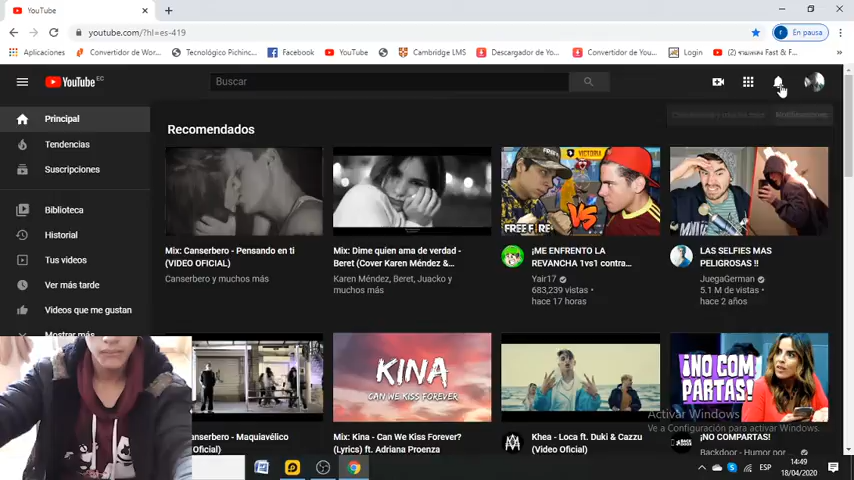 YouTube
youtube.com/?hl=es-419
En pausa
Aplicaciones
Convertidor de Wor...
Tecnológico Pichinc...
Facebook
YouTube
Cambridge LMS
Descargador de Yo...
Convertidor de You...
Login
YouTube EC
Buscar
Notificaciones
Principal
Tendencias
Suscripciones
Biblioteca
Historial
Tus videos
Ver más tarde
Videos que me gustan
Mostrar más
Recomendados
Mix: Canserbero - Pensando en ti
(VIDEO OFICIAL)
Canserbero y muchos más
Mix: Dime quien ama de verdad -
Beret (Cover Karen Méndez &...
Karen Méndez, Beret, Juacko y
muchos más
VICTORIA
FREE FIRE
VS
¡ME ENFRENTO LA
REVANCHA 1vs1 contra...
Yair17
683,239 vistas •
hace 17 horas
LAS SELFIES MAS
PELIGROSAS !!
JuegaGerman
5.1 M de vistas •
hace 2 años
Canserbero - Maquiavélico
Oficial)
KINA
CAN WE KISS FOREVER
Mix: Kina - Can We Kiss Forever?
(Lyrics) ft. Adriana Proenza
Khea - Loca ft. Duki & Cazzu
(Video Oficial)
¡NO COM
PARTAS!
¡NO COMPARTAS!
Backdoor - Humor por...
Activar Windows
Ve a Configuración para activar Windows.
ESP
14:49
18/04/2020